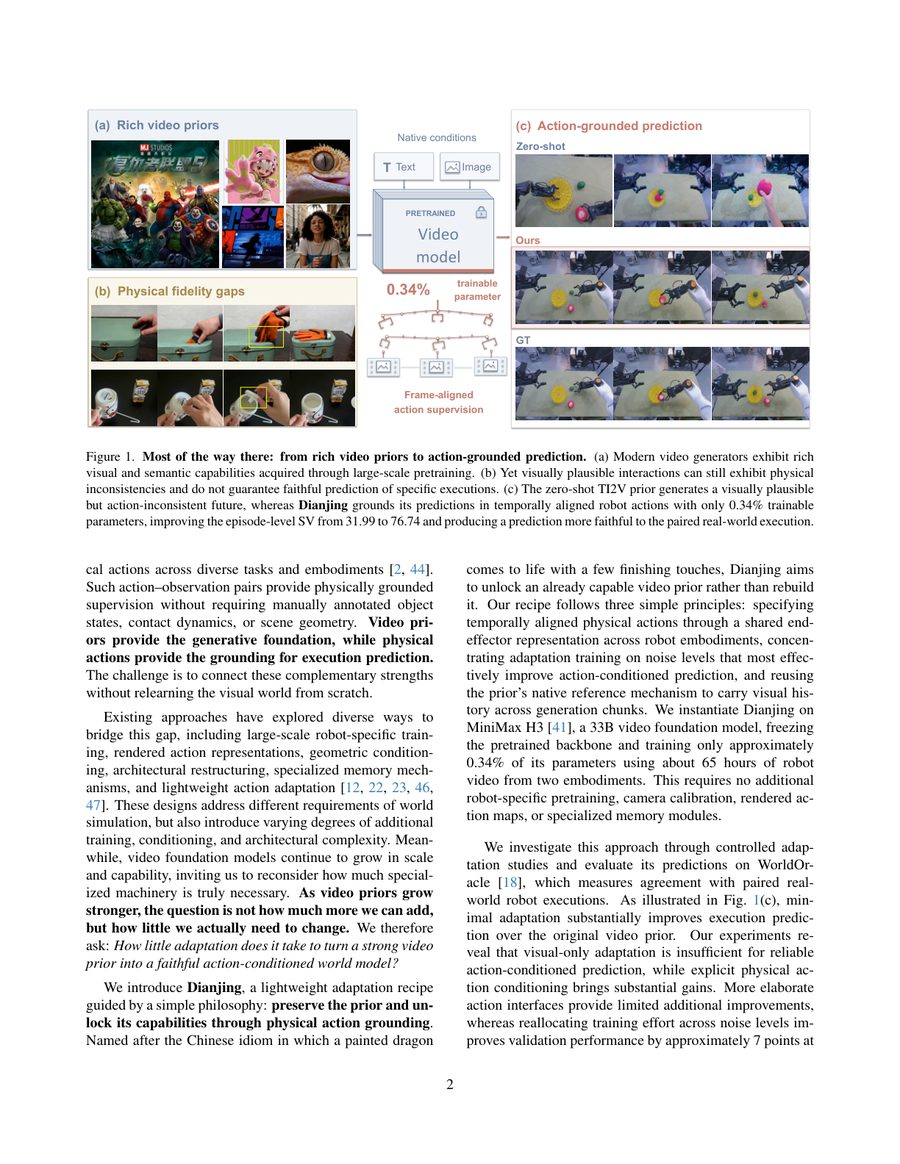 (a) Rich video priors
MJ STUDIOS
复仇者联盟5
(b) Physical fidelity gaps
Native conditions
T Text
Image
PRETRAINED
Video
model
0.34%
trainable
parameter
Frame-aligned
action supervision
(c) Action-grounded prediction
Zero-shot
Ours
GT
Figure 1. Most of the way there: from rich video priors to action-grounded prediction. (a) Modern video generators exhibit rich
visual and semantic capabilities acquired through large-scale pretraining. (b) Yet visually plausible interactions can still exhibit physical
inconsistencies and do not guarantee faithful prediction of specific executions. (c) The zero-shot TI2V prior generates a visually plausible
but action-inconsistent future, whereas Dianjing grounds its predictions in temporally aligned robot actions with only 0.34% trainable
parameters, improving the episode-level SV from 31.99 to 76.74 and producing a prediction more faithful to the paired real-world execution.
cal actions across diverse tasks and embodiments [2, 44].
Such action–observation pairs provide physically grounded
supervision without requiring manually annotated object
states, contact dynamics, or scene geometry. Video pri-
ors provide the generative foundation, while physical
actions provide the grounding for execution prediction.
The challenge is to connect these complementary strengths
without relearning the visual world from scratch.
Existing approaches have explored diverse ways to
bridge this gap, including large-scale robot-specific train-
ing, rendered action representations, geometric condition-
ing, architectural restructuring, specialized memory mech-
anisms, and lightweight action adaptation [12, 22, 23, 46,
47]. These designs address different requirements of world
simulation, but also introduce varying degrees of additional
training, conditioning, and architectural complexity. Mean-
while, video foundation models continue to grow in scale
and capability, inviting us to reconsider how much special-
ized machinery is truly necessary. As video priors grow
stronger, the question is not how much more we can add,
but how little we actually need to change. We therefore
ask: How little adaptation does it take to turn a strong video
prior into a faithful action-conditioned world model?
We introduce Dianjing, a lightweight adaptation recipe
guided by a simple philosophy: preserve the prior and un-
lock its capabilities through physical action grounding.
Named after the Chinese idiom in which a painted dragon
comes to life with a few finishing touches, Dianjing aims
to unlock an already capable video prior rather than rebuild
it. Our recipe follows three simple principles: specifying
temporally aligned physical actions through a shared end-
effector representation across robot embodiments, concen-
trating adaptation training on noise levels that most effec-
tively improve action-conditioned prediction, and reusing
the prior's native reference mechanism to carry visual his-
tory across generation chunks. We instantiate Dianjing on
MiniMax H3 [41], a 33B video foundation model, freezing
the pretrained backbone and training only approximately
0.34% of its parameters using about 65 hours of robot
video from two embodiments. This requires no additional
robot-specific pretraining, camera calibration, rendered ac-
tion maps, or specialized memory modules.
We investigate this approach through controlled adap-
tation studies and evaluate its predictions on WorldOr-
acle [18], which measures agreement with paired real-
world robot executions. As illustrated in Fig. 1(c), min-
imal adaptation substantially improves execution predic-
tion over the original video prior. Our experiments re-
veal that visual-only adaptation is insufficient for reliable
action-conditioned prediction, while explicit physical ac-
tion conditioning brings substantial gains. More elaborate
action interfaces provide limited additional improvements,
whereas reallocating training effort across noise levels im-
proves validation performance by approximately 7 points at
2